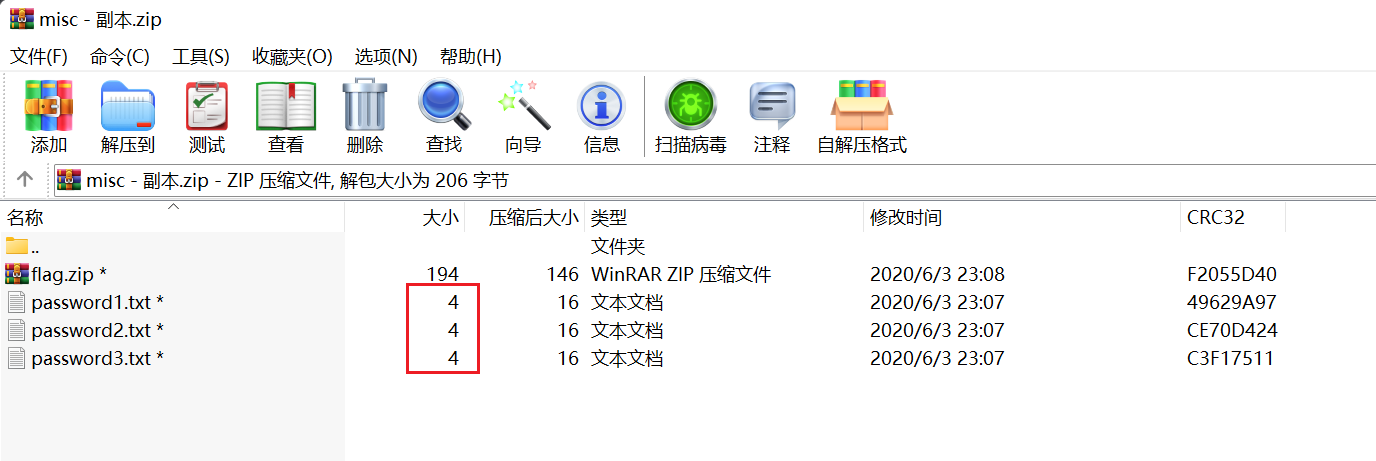 misc - 副本.zip
文件(F) 命令(C) 工具(S) 收藏夹(O) 选项(N) 帮助(H)
添加 解压到 测试 查看 删除 查找 向导 信息 扫描病毒 注释 自解压格式
misc - 副本.zip - ZIP 压缩文件, 解包大小为 206 字节
名称 大小 压缩后大小 类型 修改时间 CRC32
.. 文件夹
flag.zip * 194 146 WinRAR ZIP 压缩文件 2020/6/3 23:08 F2055D40
password1.txt * 4 16 文本文档 2020/6/3 23:07 49629A97
password2.txt * 4 16 文本文档 2020/6/3 23:07 CE70D424
password3.txt * 4 16 文本文档 2020/6/3 23:07 C3F17511